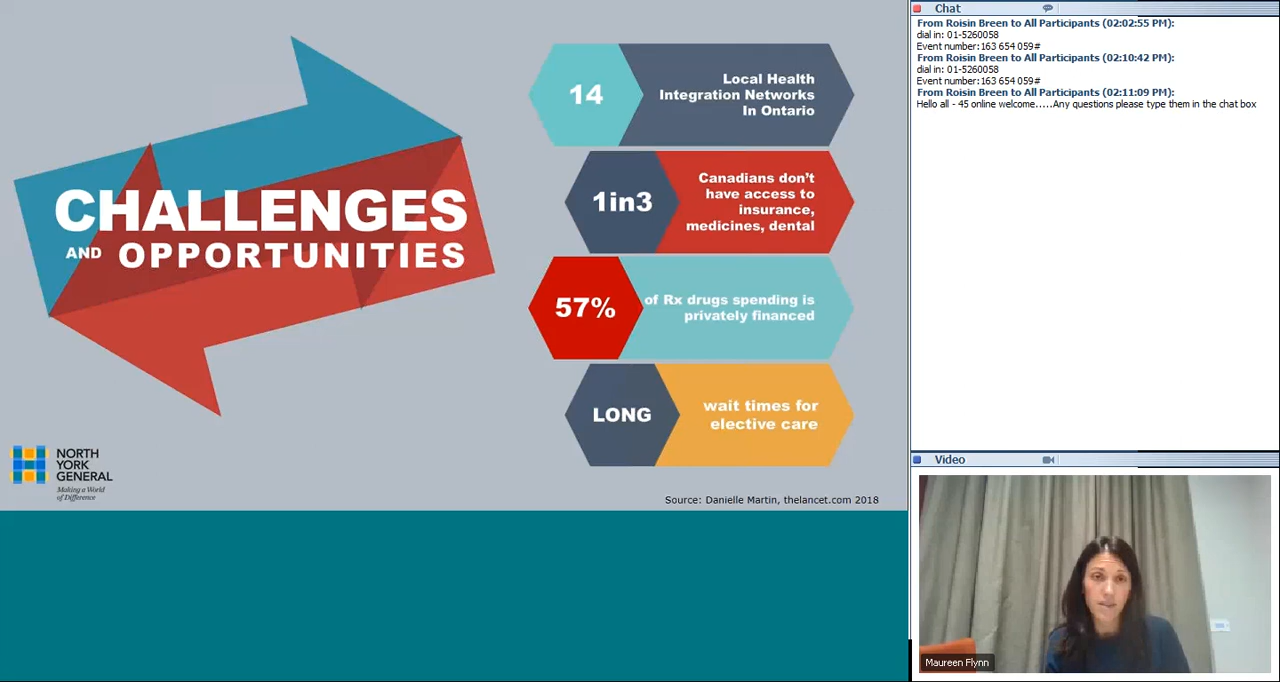 CHALLENGES
AND OPPORTUNITIES
14
Local Health
Integration Networks
In Ontario
1in3
Canadians don't
have access to
insurance,
medicines, dental
57%
of Rx drugs spending is
privately financed
LONG
wait times for
elective care
NORTH
YORK
GENERAL
Making a World
of Difference
Source: Danielle Martin, thelancet.com 2018
Chat
From Roisin Breen to All Participants (02:02:55 PM):
dial in: 01-5260058
Event number:163 654 059#
From Roisin Breen to All Participants (02:10:42 PM):
dial in: 01-5260058
Event number:163 654 059#
From Roisin Breen to All Participants (02:11:09 PM):
Hello all - 45 online welcome.....Any questions please type them in the chat box
Video
Maureen Flynn